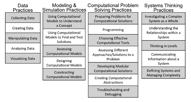 Data
Practices
Collecting Data
Creating Data
Manipulating Data
Analyzing Data
Visualizing Data
Modeling &
Simulation Practices
Using Computational
Models to Understand
a Concept
Using Computational
Models to Find and Test
Solutions
Assessing
Computational Models
Designing
Computational Models
Constructing
Computational Models
Computational Problem
Solving Practices
Preparing Problems for
Computational Solutions
Programming
Choosing Effective
Computational Tools
Assessing Different
Approaches/Solutions to a
Problem
Developing Modular
Computational Solutions
Creating Computational
Abstractions
Troubleshooting and
Debugging
Systems Thinking
Practices
Investigating a Complex
System as a Whole
Understanding the
Relationships within a
System
Thinking in Levels
Communicating
Information about a
System
Defining Systems and
Managing Complexity